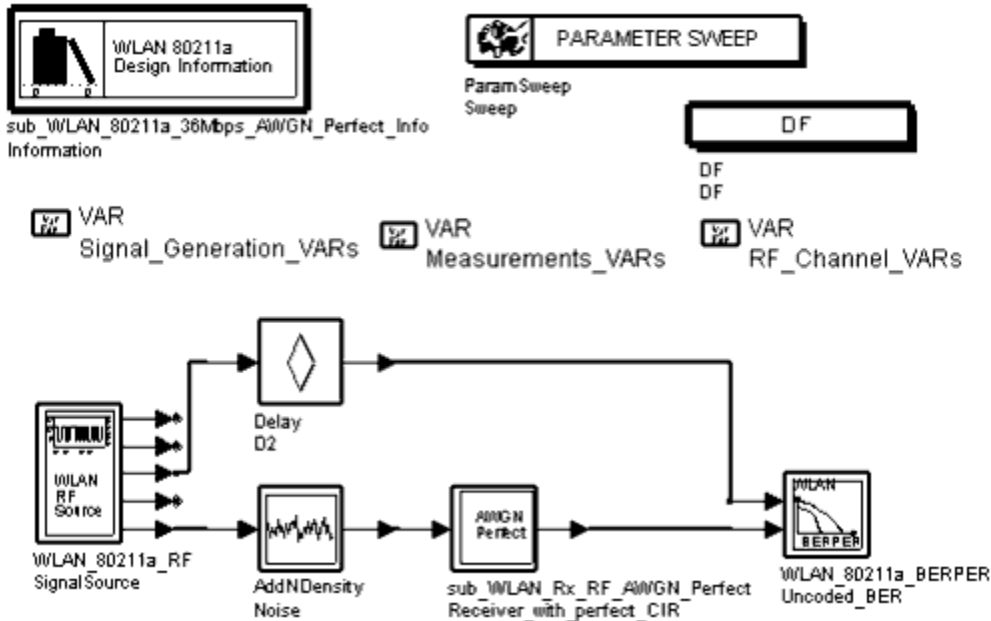 WLAN 80211a
Design Information
sub_WLAN_80211a_36Mbps_AWGN_Perfect_Info
Information
PARAMETER SWEEP
ParamSweep
Sweep
DF
DF
DF
VAR
Signal_Generation_VARs
VAR
Measurements_VARs
VAR
RF_Channel_VARs
Delay
D2
WLAN
RF
Source
WLAN_80211a_RF
SignalSource
AddNDensity
Noise
AWGN
Perfect
sub_WLAN_Rx_RF_AWGN_Perfect
Receiver_with_perfect_CIR
WLAN
BERPER
WLAN_80211a_BERPER
Uncoded_BER